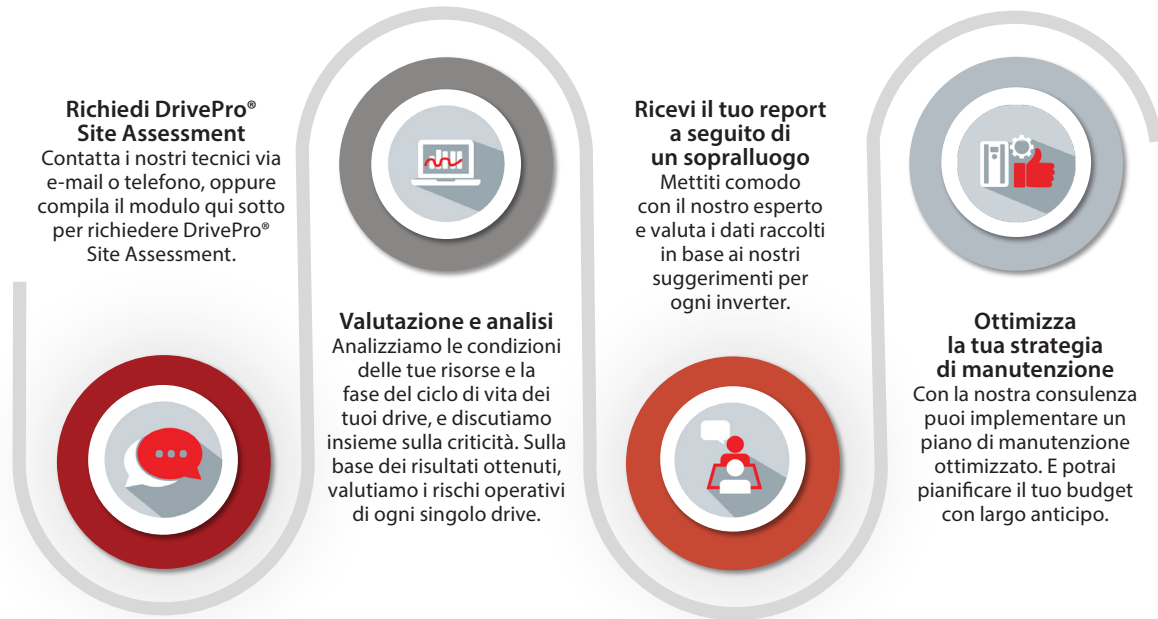 Richiedi DrivePro®
Site Assessment
Contatta i nostri tecnici via
e-mail o telefono, oppure
compila il modulo qui sotto
per richiedere DrivePro®
Site Assessment.
Valutazione e analisi
Analizziamo le condizioni
delle tue risorse e la
fase del ciclo di vita dei
tuoi drive, e discutiamo
insieme sulla criticità. Sulla
base dei risultati ottenuti,
valutiamo i rischi operativi
di ogni singolo drive.
Ricevi il tuo report
a seguito di
un sopralluogo
Mettiti comodo
con il nostro esperto
e valuta i dati raccolti
in base ai nostri
suggerimenti per
ogni inverter.
Ottimizza
la tua strategia
di manutenzione
Con la nostra consulenza
puoi implementare un
piano di manutenzione
ottimizzato. E potrai
pianificare il tuo budget
con largo anticipo.